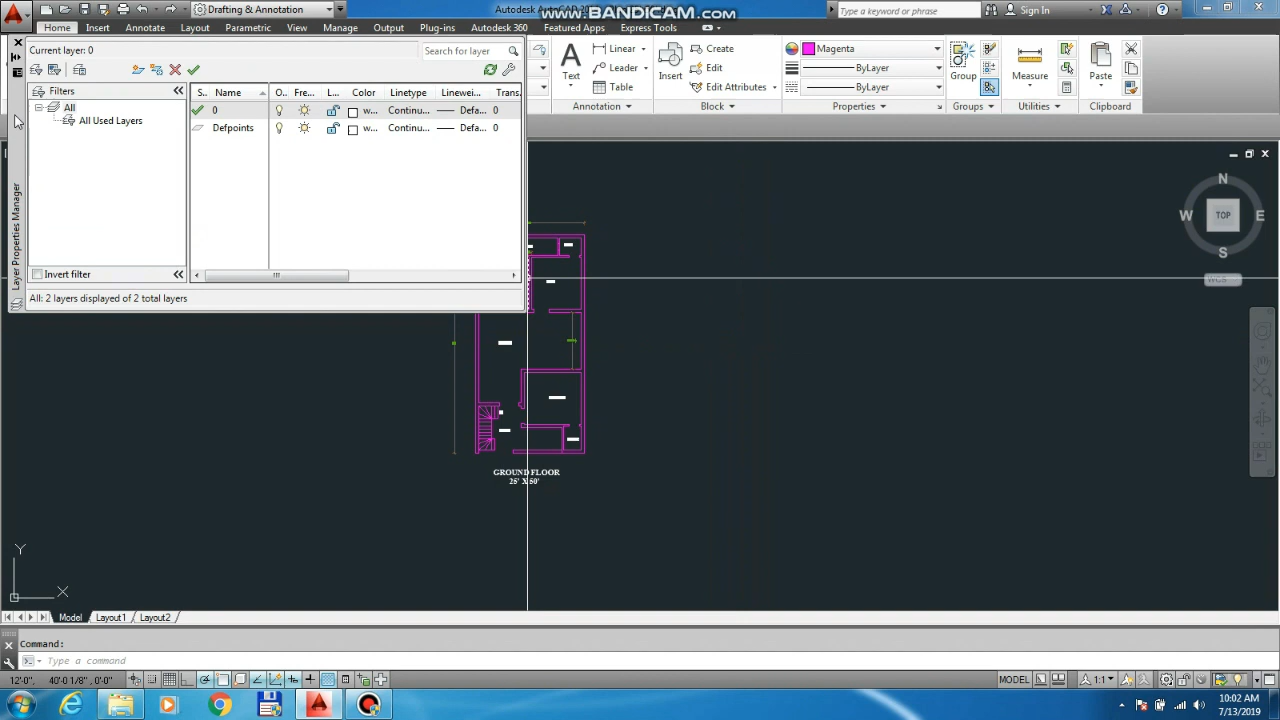 Drafting & Annotation
Autodesk AutoCAD 20
www.BANDICAM.com
Type a keyword or phrase
Sign In
Home Insert Annotate Layout Parametric View Manage Output Plug-ins Autodesk 360 Featured Apps Express Tools
Current layer: 0
Search for layer
Filters
All
All Used Layers
S.. Name O.. Fre... L... Color Linetype Linewei... Trans
0 w... Continu... Defa... 0
Defpoints w... Continu... Defa... 0
Invert filter
All: 2 layers displayed of 2 total layers
Layer Properties Manager
Text
Linear
Leader
Table
Annotation
Insert
Create
Edit
Edit Attributes
Block
Magenta
ByLayer
ByLayer
Properties
Group
Groups
Measure
Utilities
Paste
Clipboard
N
W TOP E
S
WCS
GROUND FLOOR
25' X 50'
Y
X
Model Layout1 Layout2
Command:
Type a command
12'0", 40'0 1/8", 0'0"
MODEL
1:1
10:02 AM
7/13/2019